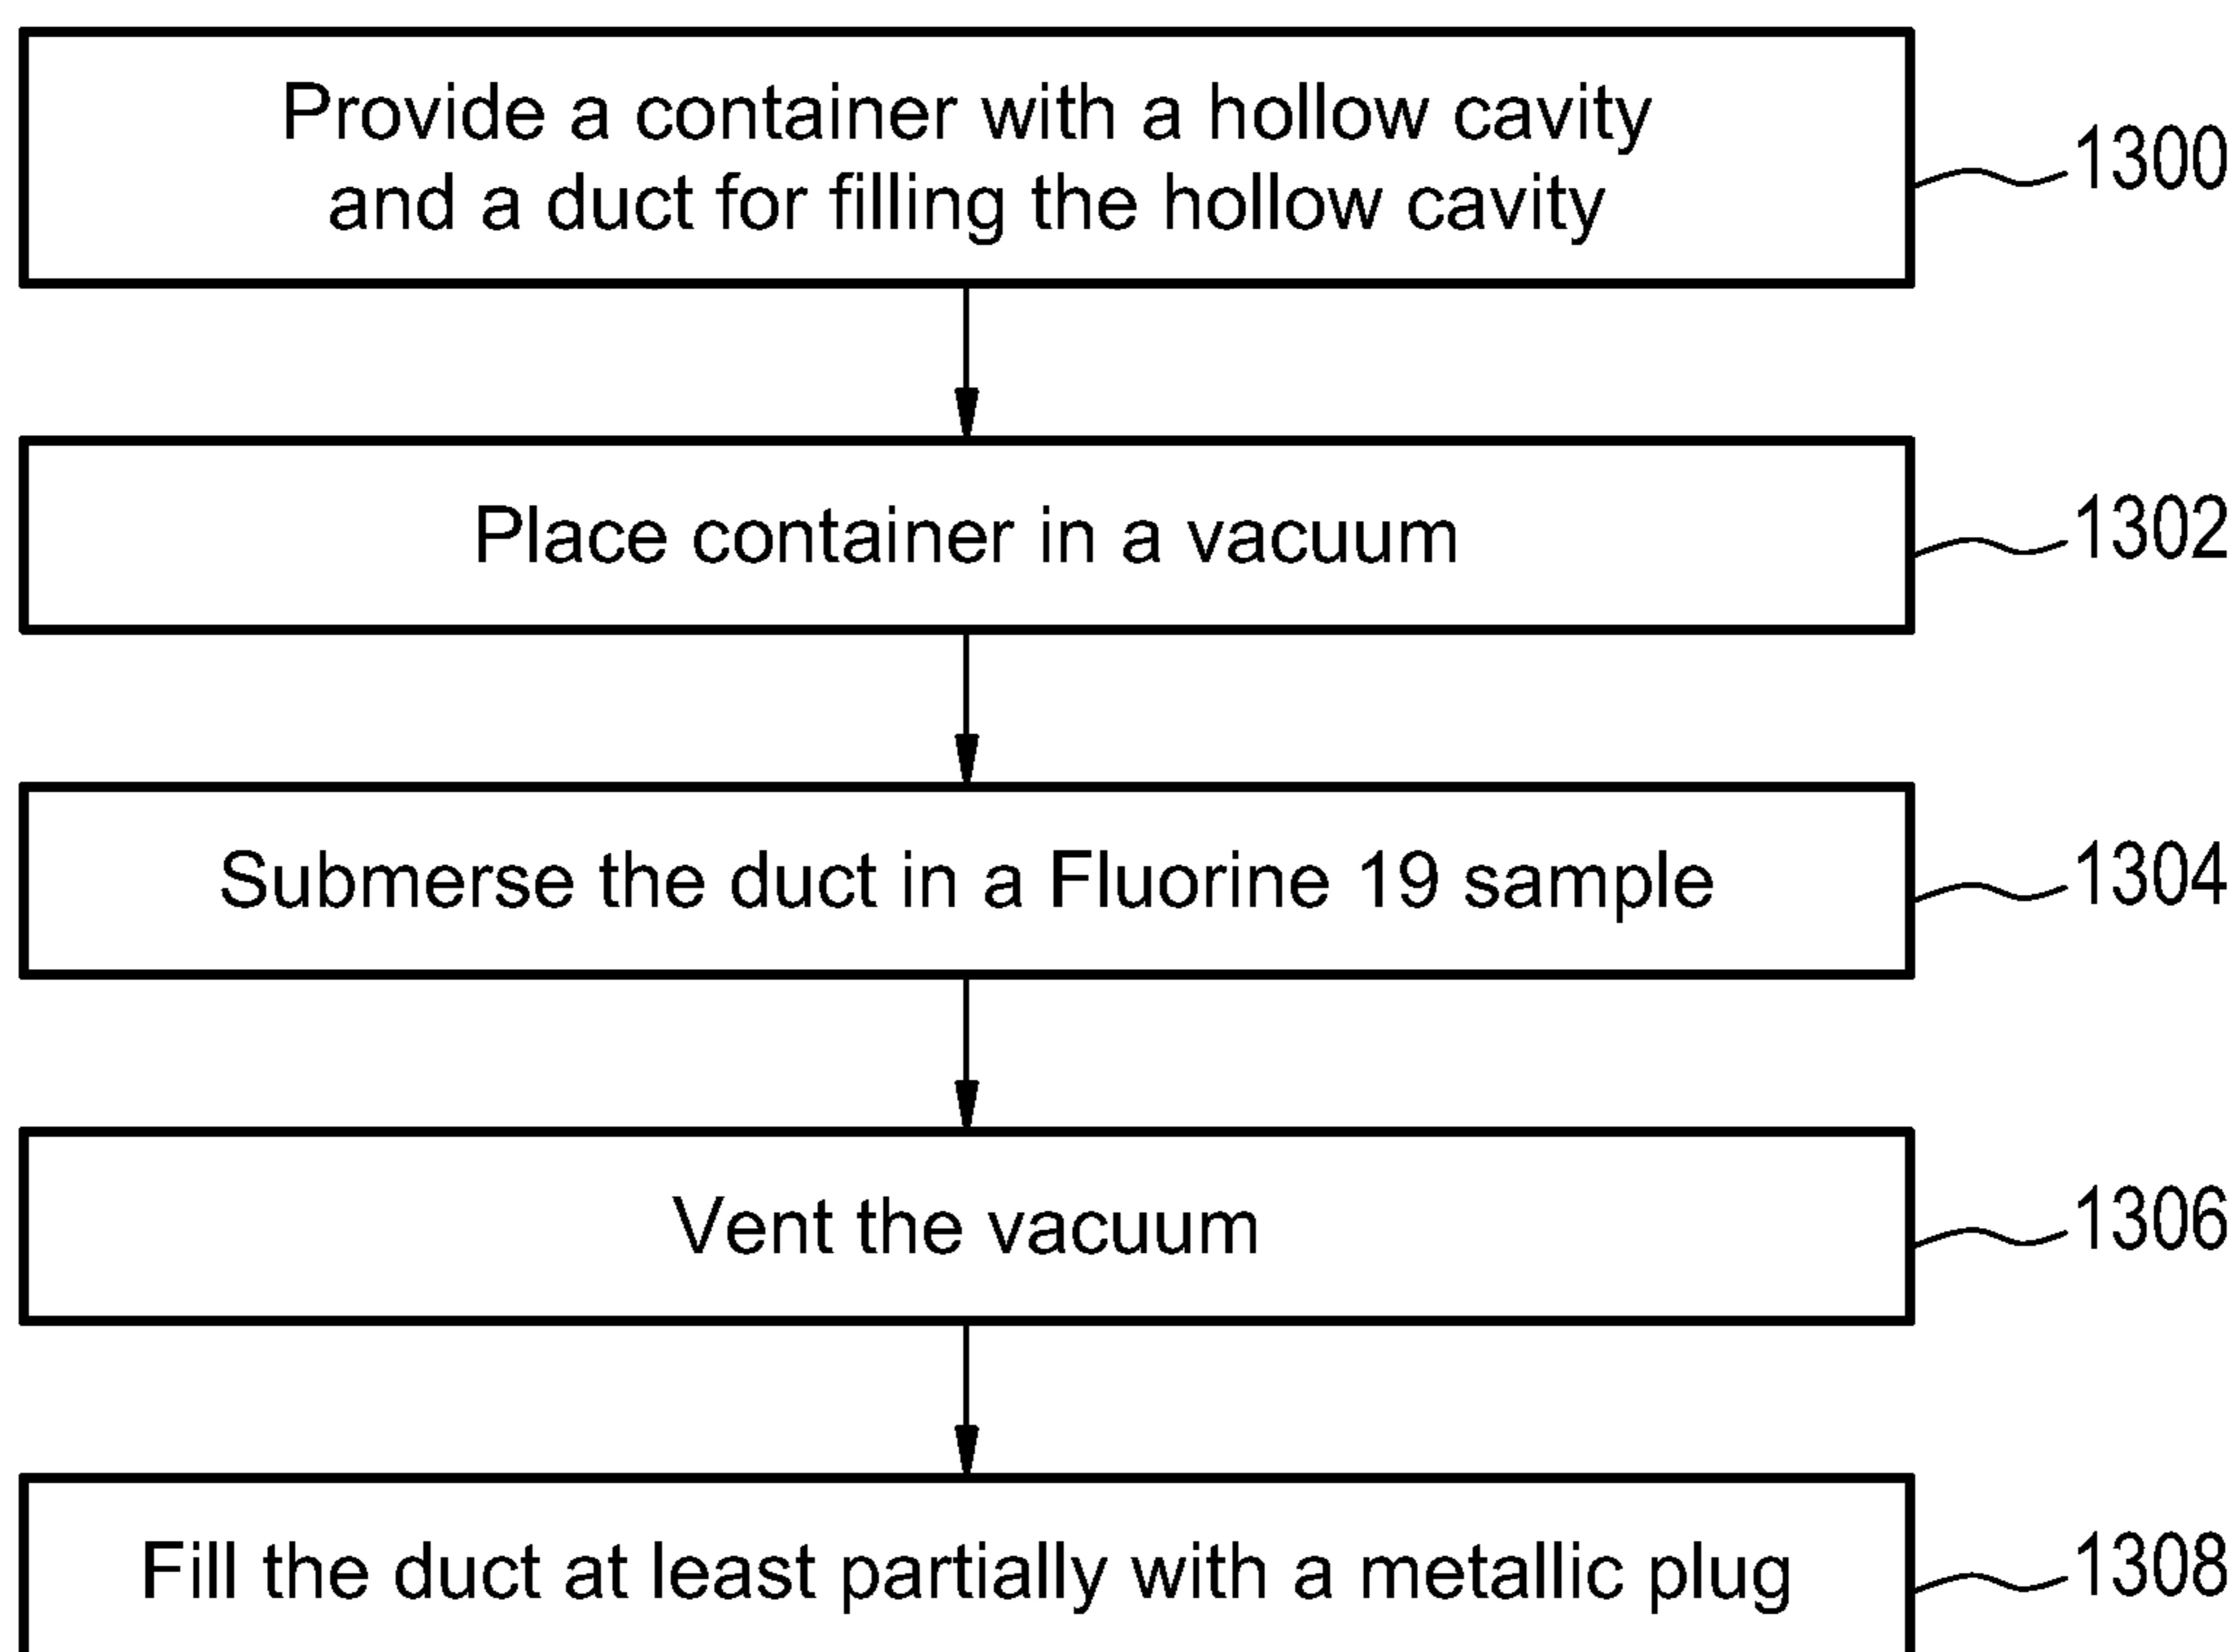 Provide a container with a hollow cavity
and a duct for filling the hollow cavity
1300
Place container in a vacuum
1302
Submerse the duct in a Fluorine 19 sample
1304
Vent the vacuum
1306
Fill the duct at least partially with a metallic plug
1308